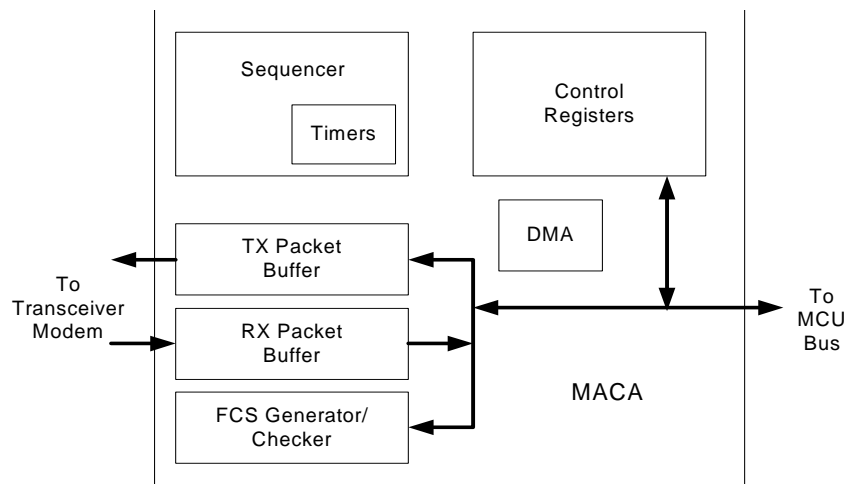 Sequencer
Timers
Control
Registers
DMA
TX Packet
Buffer
To
Transceiver
Modem
RX Packet
Buffer
FCS Generator/
Checker
MACA
To
MCU
Bus